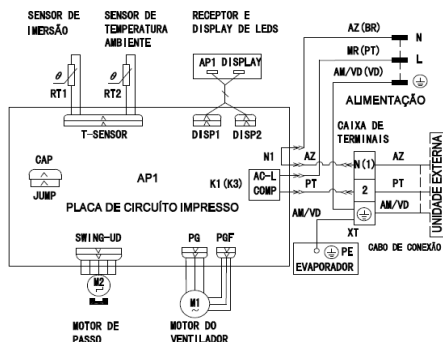 SENSOR DE
IMERSÃO
SENSOR DE
TEMPERATURA
AMBIENTE
RECEPTOR E
DISPLAY DE LEDS
AZ(BR)
N
MR(PT)
L
AM/VD(VD)
ALIMENTAÇÃO
θ
RT1
θ
RT2
AP1 DISPLAY
T-SENSOR
DISP1
DISP2
CAIXA DE
TERMINAIS
N1
AZ
N(1)
AZ
CAP
JUMP
AP1
K1(K3)
AC-L
COMP
PT
2
PT
PLACA DE CIRCUÍTO IMPRESSO
AM/VD
AM/VD
XT
UNIDADE EXTERNA
SWING-UD
PG
PGF
PE
EVAPORADOR
CABO DE CONEXÃO
M2
M1
MOTOR DE
PASSO
MOTOR DO
VENTILADOR